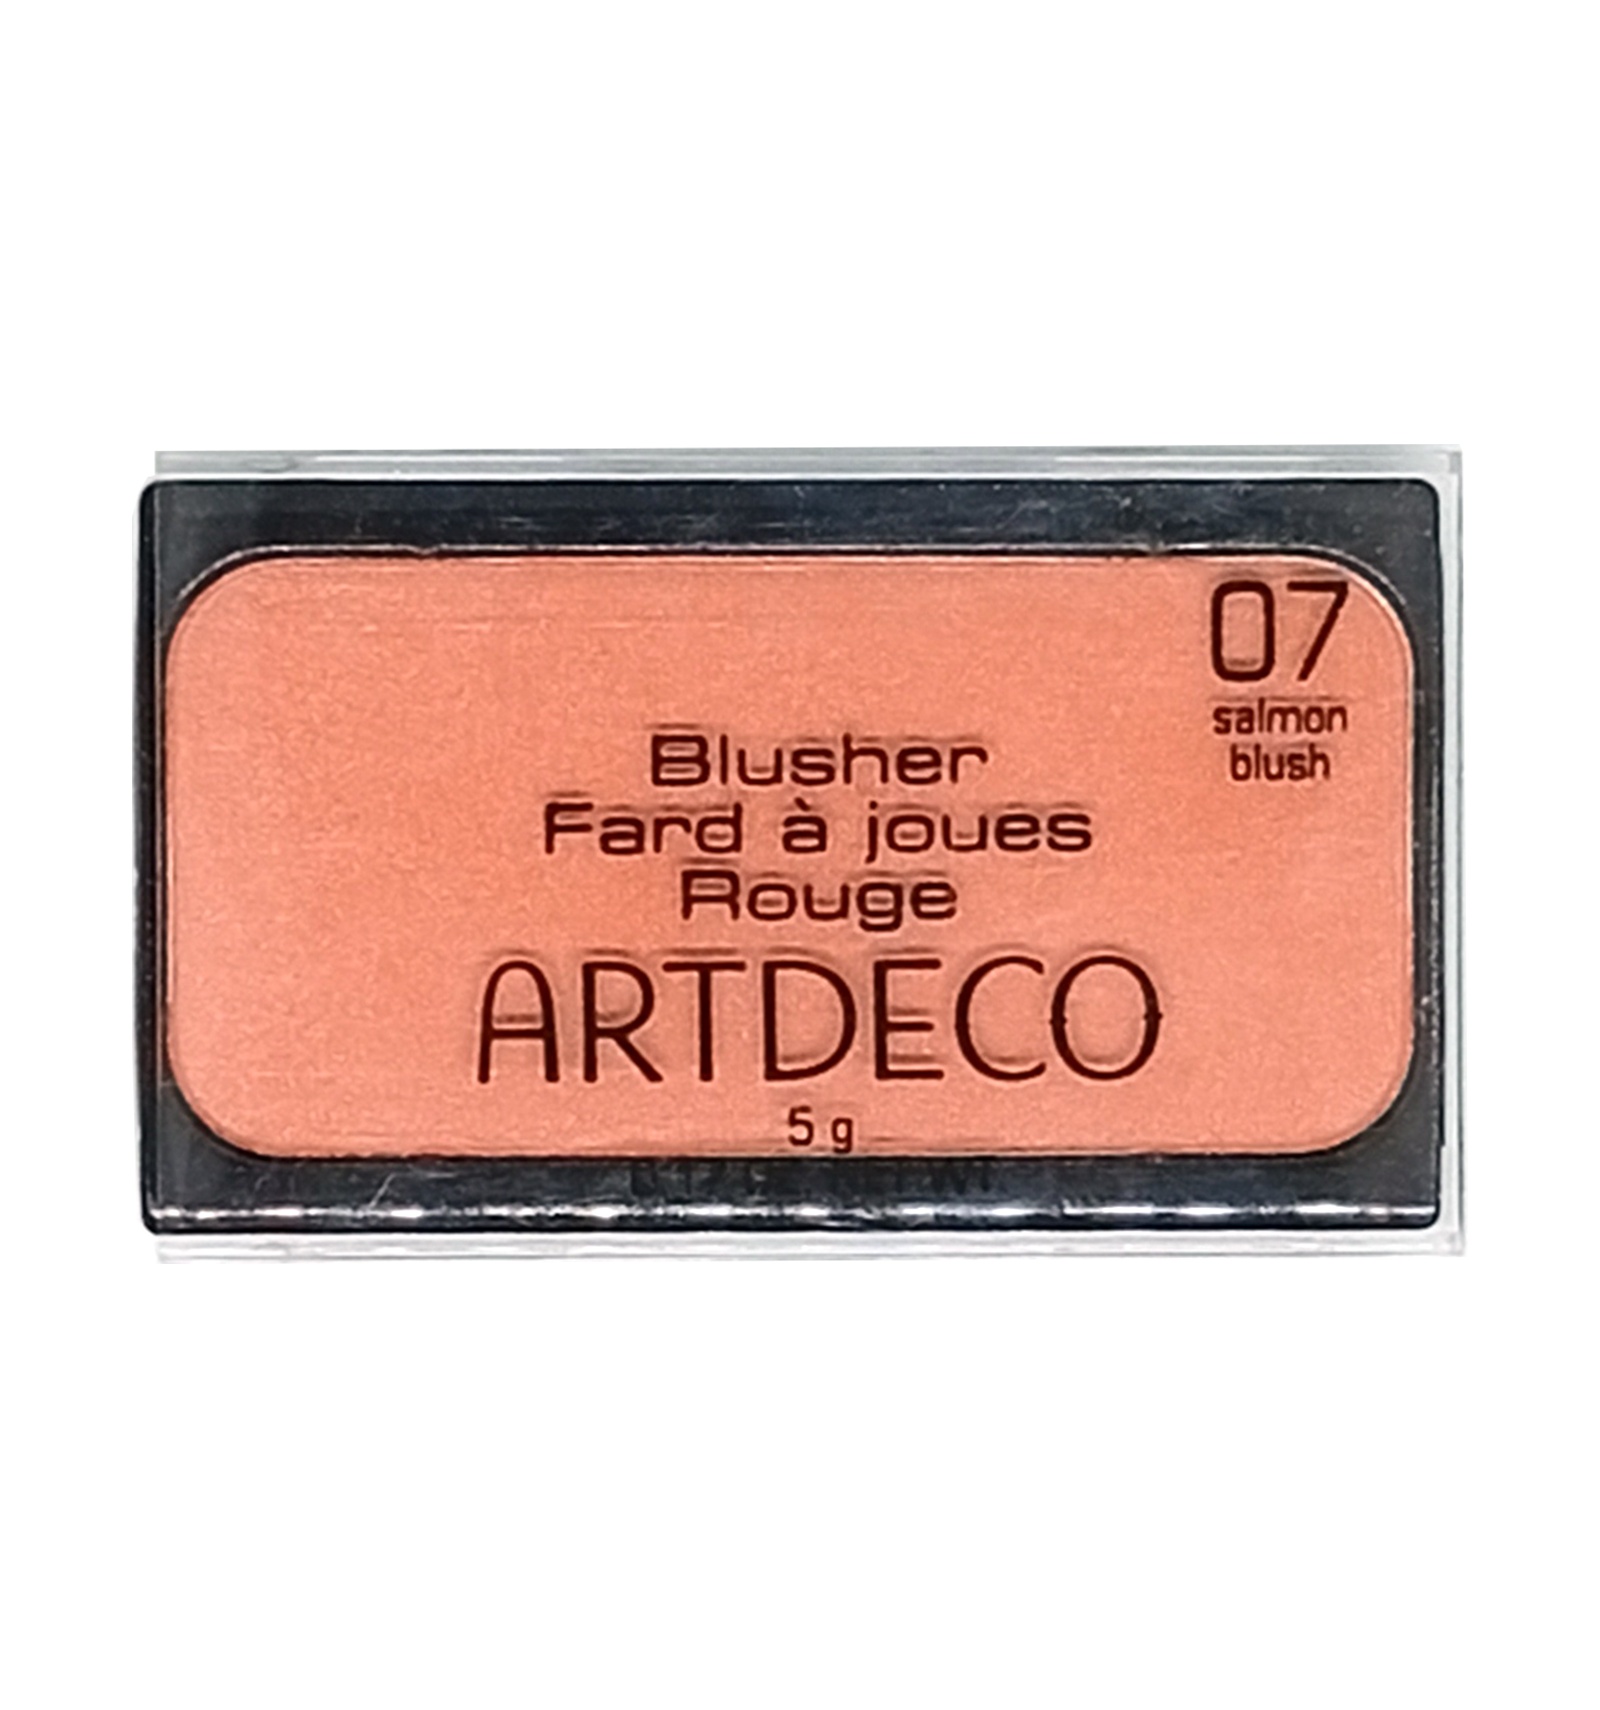 07
salmon
blush
Blusher
Fard à joues
Rouge
ARTDECO
5 g